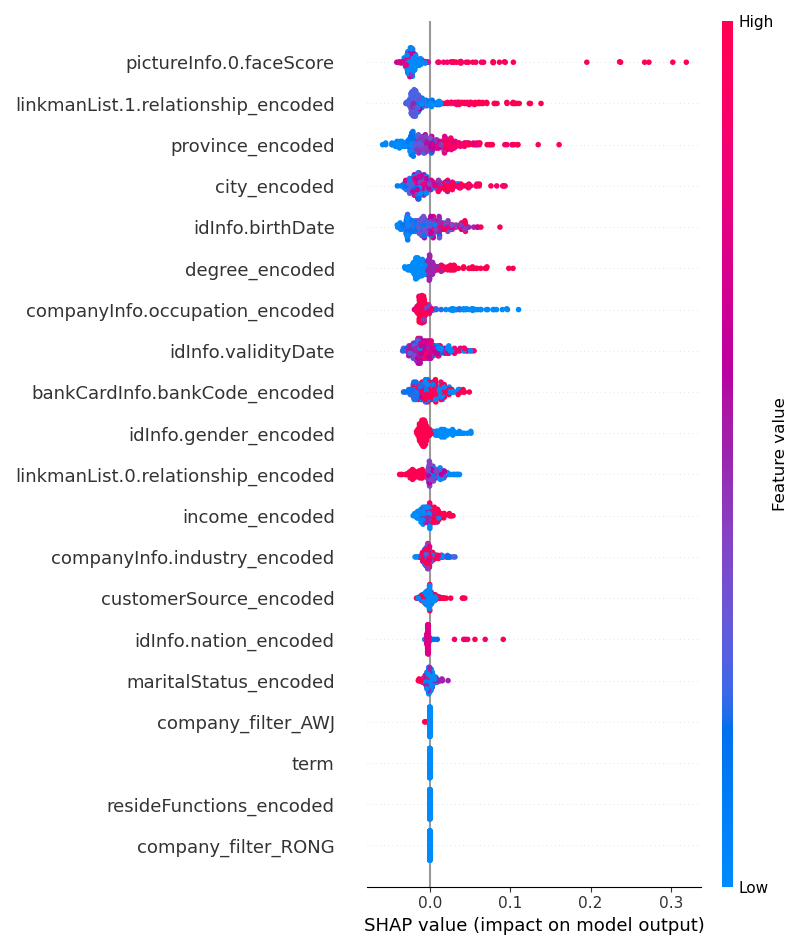 High
pictureInfo.0.faceScore
linkmanList.1.relationship_encoded
province_encoded
city_encoded
idInfo.birthDate
degree_encoded
companyInfo.occupation_encoded
idInfo.validityDate
bankCardInfo.bankCode_encoded
idInfo.gender_encoded
linkmanList.0.relationship_encoded
income_encoded
companyInfo.industry_encoded
customerSource_encoded
idInfo.nation_encoded
maritalStatus_encoded
company_filter_AWJ
term
resideFunctions_encoded
company_filter_RONG
Feature value
Low
0.0 0.1 0.2 0.3
SHAP value (impact on model output)